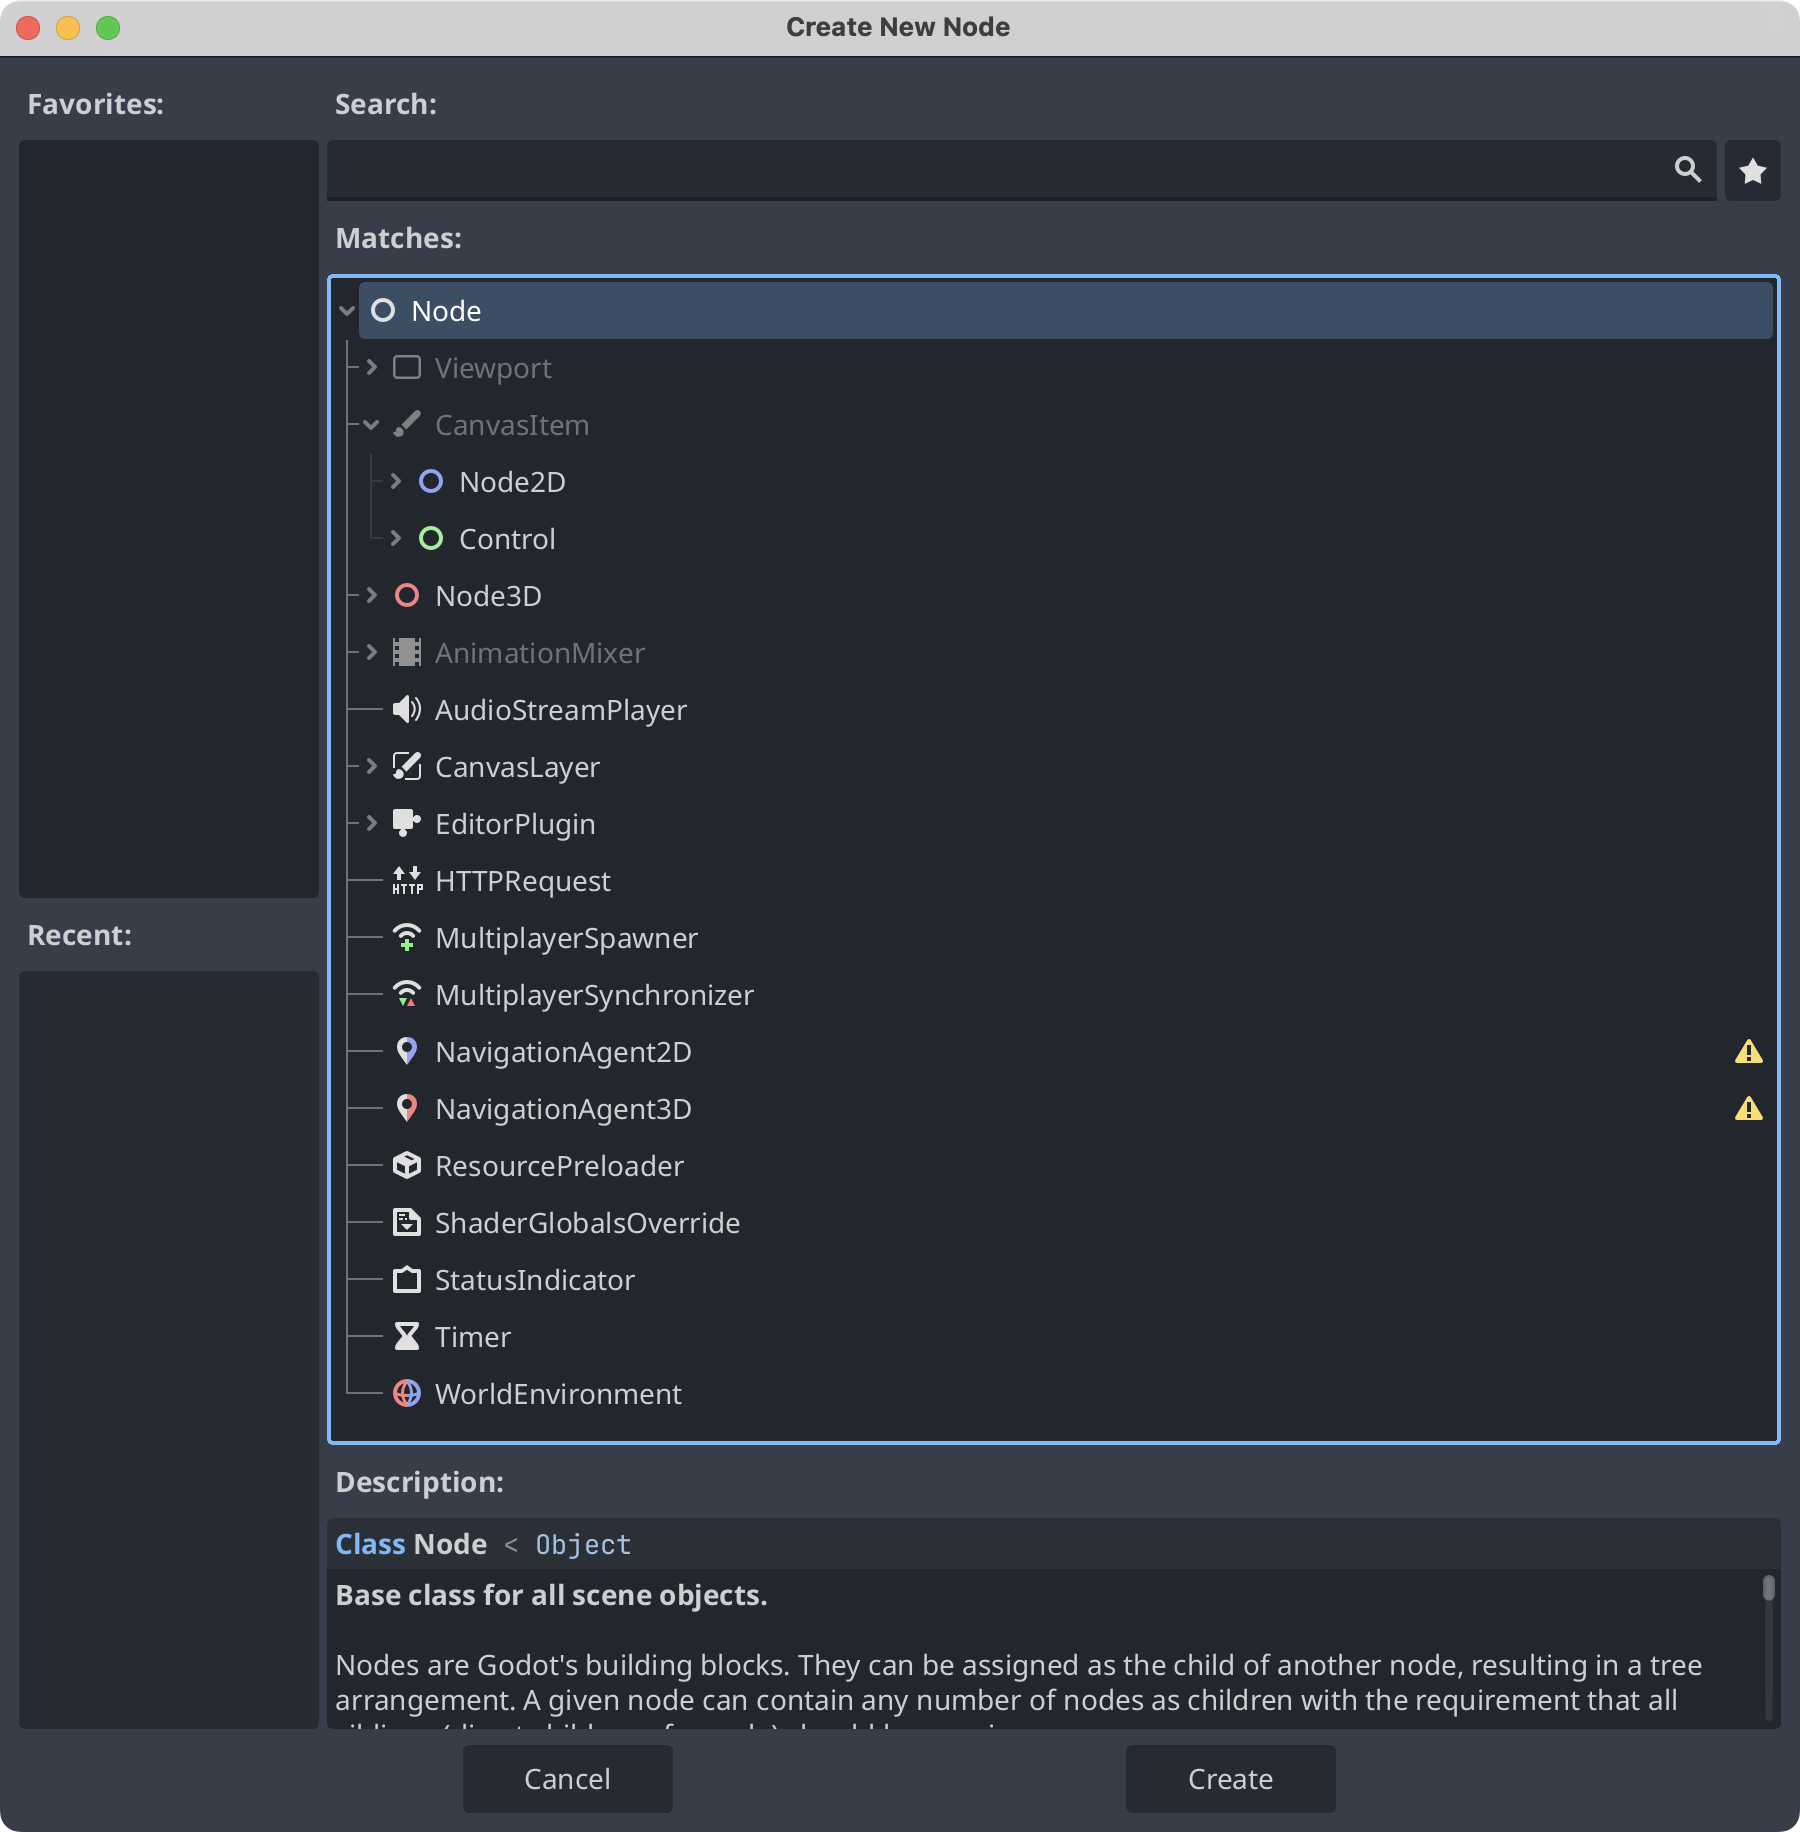 Create New Node
Favorites:
Search:
Matches:
Node
Viewport
CanvasItem
Node2D
Control
Node3D
AnimationMixer
AudioStreamPlayer
CanvasLayer
EditorPlugin
HTTP HTTPRequest
MultiplayerSpawner
MultiplayerSynchronizer
NavigationAgent2D
NavigationAgent3D
ResourcePreloader
ShaderGlobalsOverride
StatusIndicator
Timer
WorldEnvironment
Recent:
Description:
Class Node < Object
Base class for all scene objects.
Nodes are Godot's building blocks. They can be assigned as the child of another node, resulting in a tree
arrangement. A given node can contain any number of nodes as children with the requirement that all
Cancel
Create